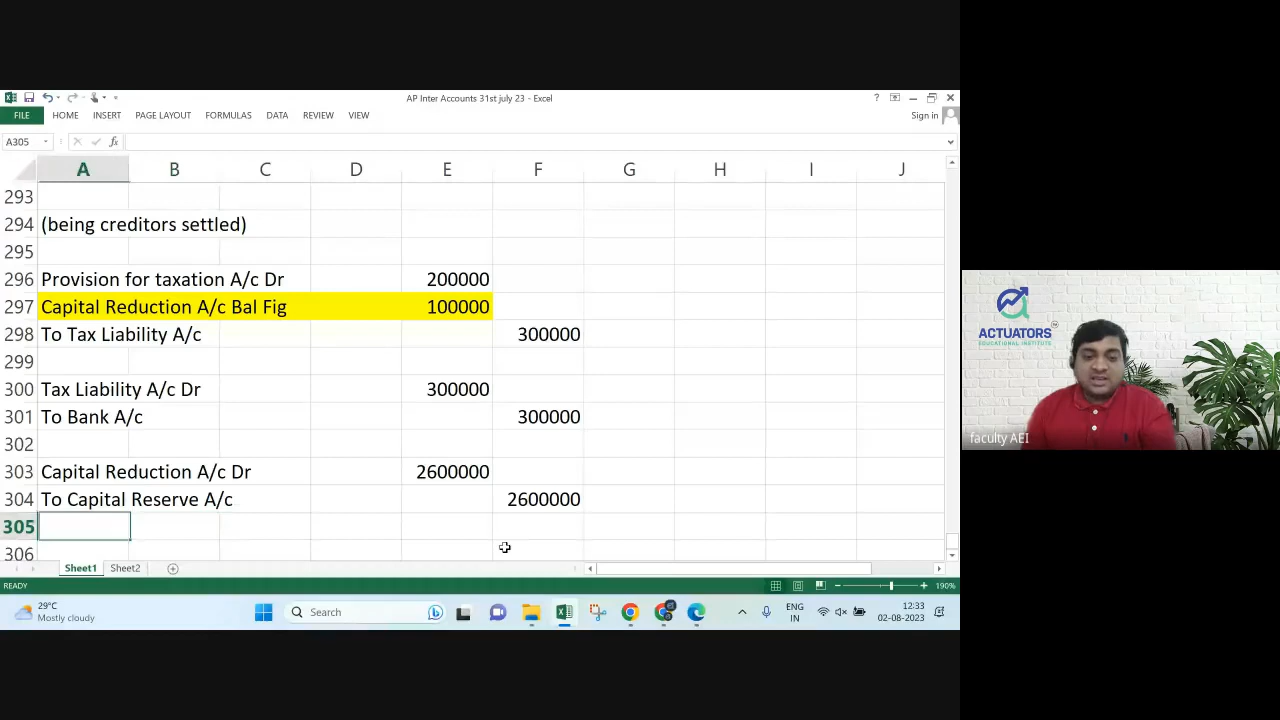 AP Inter Accounts 31st july 23 - Excel
?
FILE HOME INSERT PAGE LAYOUT FORMULAS DATA REVIEW VIEW
Sign in
A305 fx
A B C D E F G H I J
293
294 (being creditors settled)
295
296 Provision for taxation A/c Dr 200000
297 Capital Reduction A/c Bal Fig 100000
298 To Tax Liability A/c 300000
299
300 Tax Liability A/c Dr 300000
301 To Bank A/c 300000
302
303 Capital Reduction A/c Dr 2600000
304 To Capital Reserve A/c 2600000
305
306
Sheet1 Sheet2
READY 190%
29°C
Mostly cloudy
Search
ENG
IN
12:33
02-08-2023
ACTUATORS
EDUCATIONAL INSTITUTE
faculty AEI